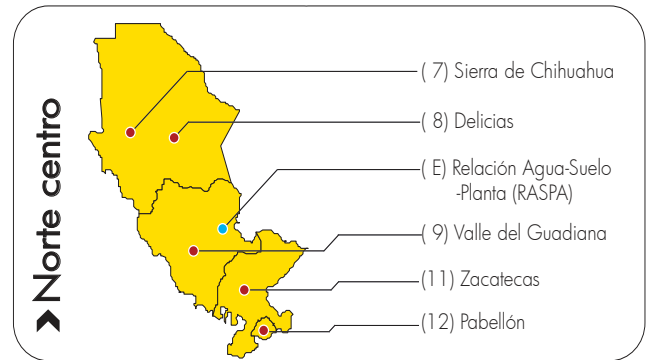 Norte centro
( 7) Sierra de Chihuahua
( 8) Delicias
( E) Relación Agua-Suelo
-Planta (RASPA)
( 9) Valle del Guadiana
(11) Zacatecas
(12) Pabellón